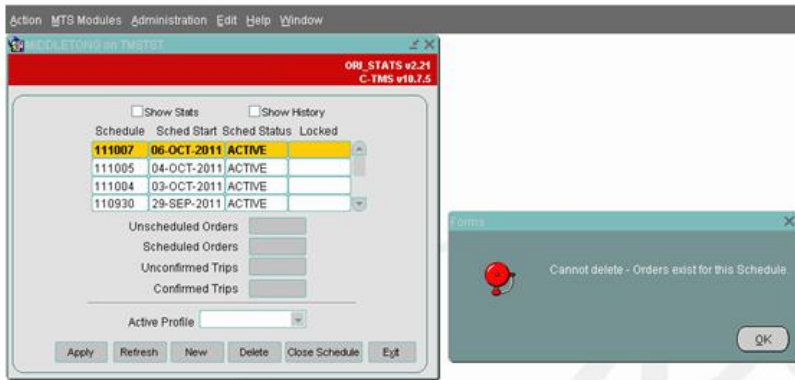 Action MTS Modules Administration Edit Help Window
MIDDLETONG on TMSTST
ORI_STATS v2.21
C-TMS v10.7.5
Show Stats Show History
Schedule Sched Start Sched Status Locked
111007 06-OCT-2011 ACTIVE
111005 04-OCT-2011 ACTIVE
111004 03-OCT-2011 ACTIVE
110930 29-SEP-2011 ACTIVE
Unscheduled Orders
Scheduled Orders
Unconfirmed Trips
Confirmed Trips
Active Profile
Apply Refresh New Delete Close Schedule Exit
Forms
Cannot delete - Orders exist for this Schedule.
OK